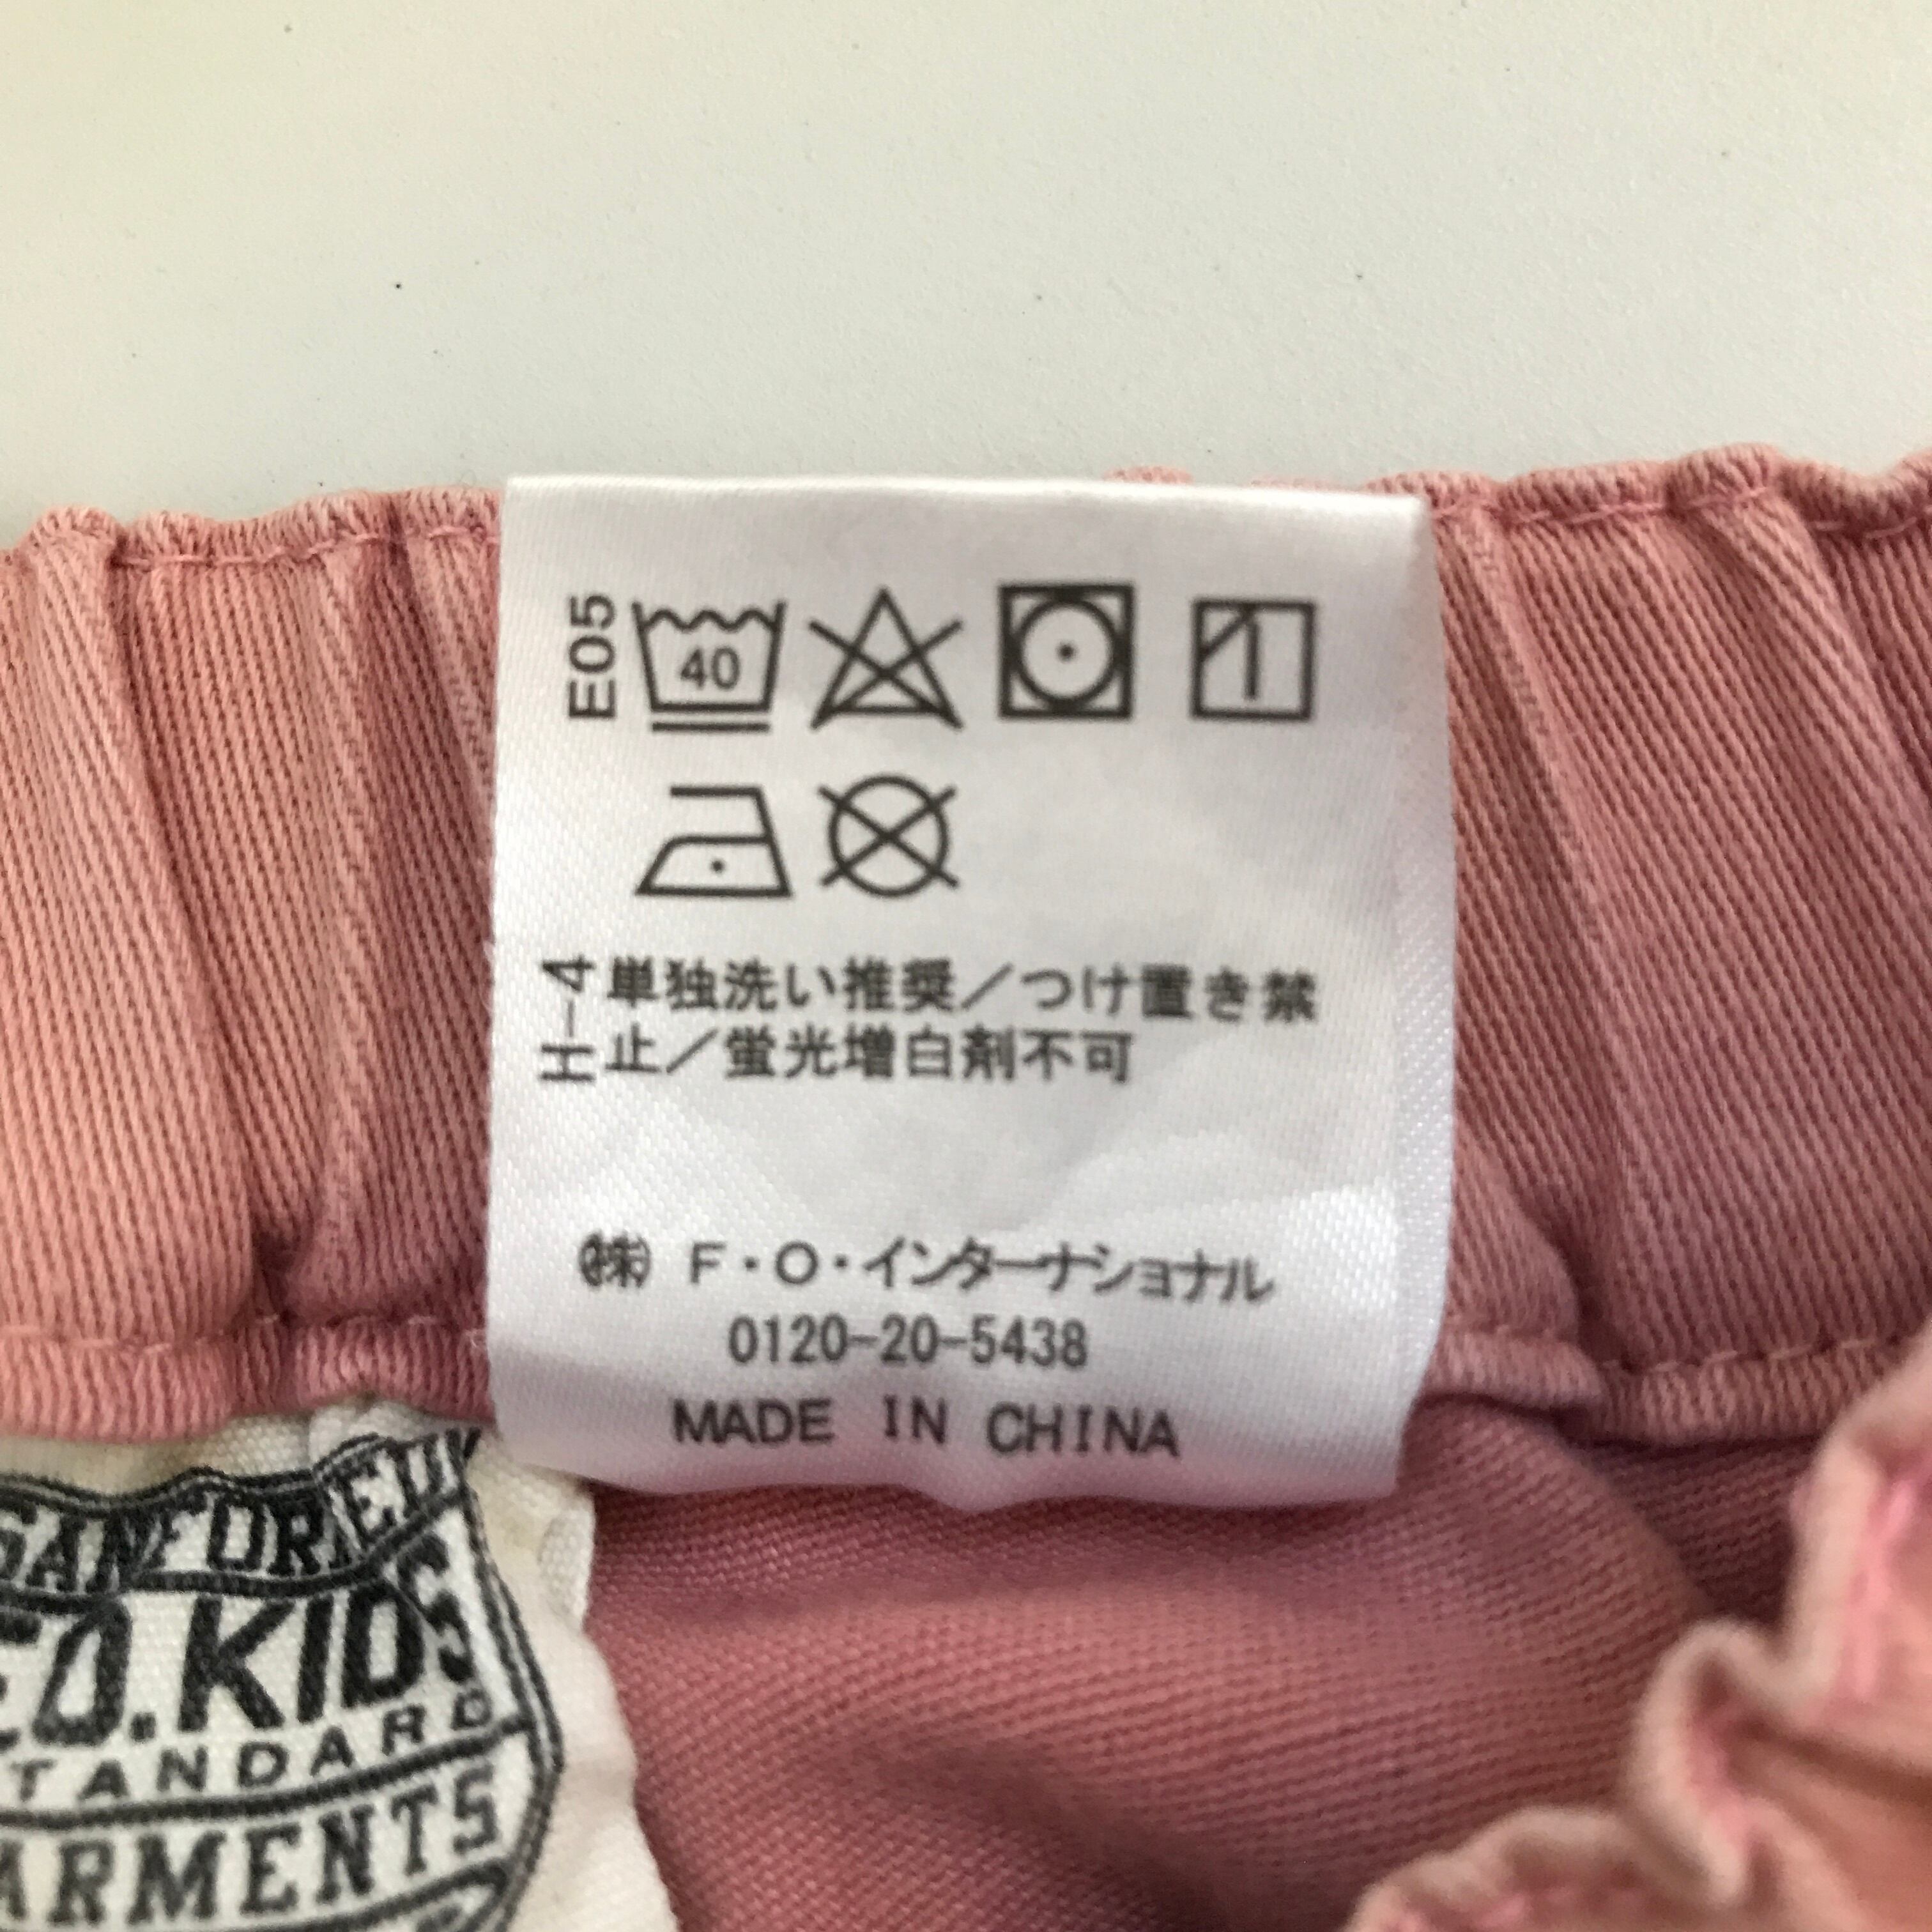 E05
40
H-4
単独洗い推奨／つけ置き禁
止／蛍光増白剤不可
㈱ F・O・インターナショナル
0120-20-5438
MADE IN CHINA
SANFORIZED
F.O.KIDS
STANDARD
GARMENTS